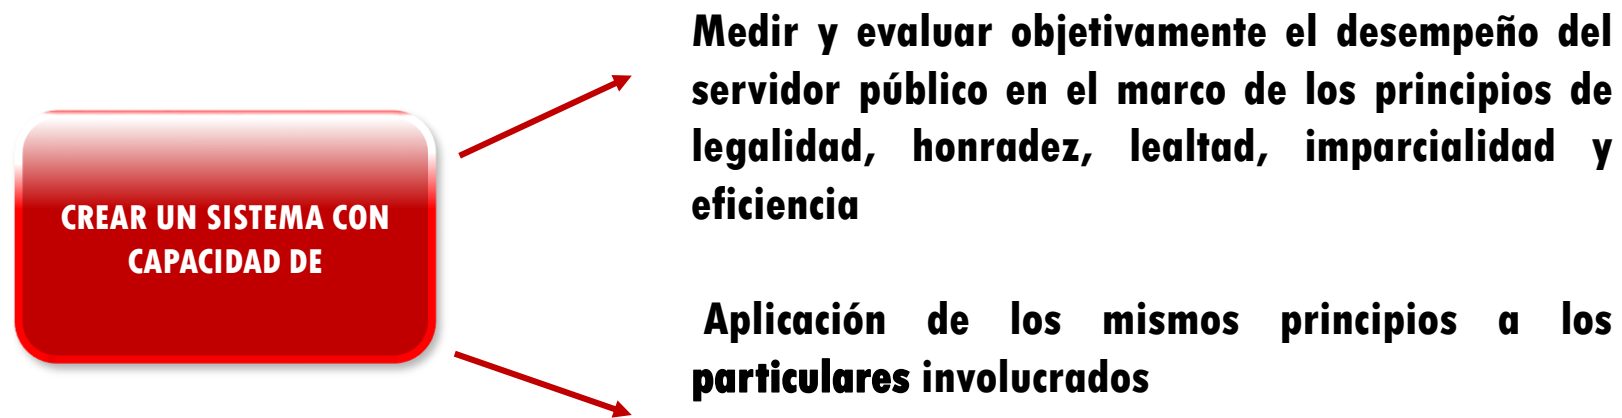 CREAR UN SISTEMA CON
CAPACIDAD DE
Medir y evaluar objetivamente el desempeño del
servidor público en el marco de los principios de
legalidad, honradez, lealtad, imparcialidad y
eficiencia
Aplicación de los mismos principios a los
particulares involucrados